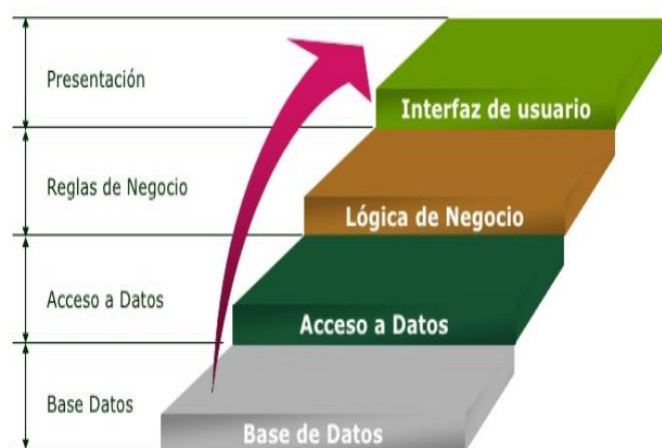 Presentación
Interfaz de usuario
Reglas de Negocio
Lógica de Negocio
Acceso a Datos
Acceso a Datos
Base Datos
Base de Datos